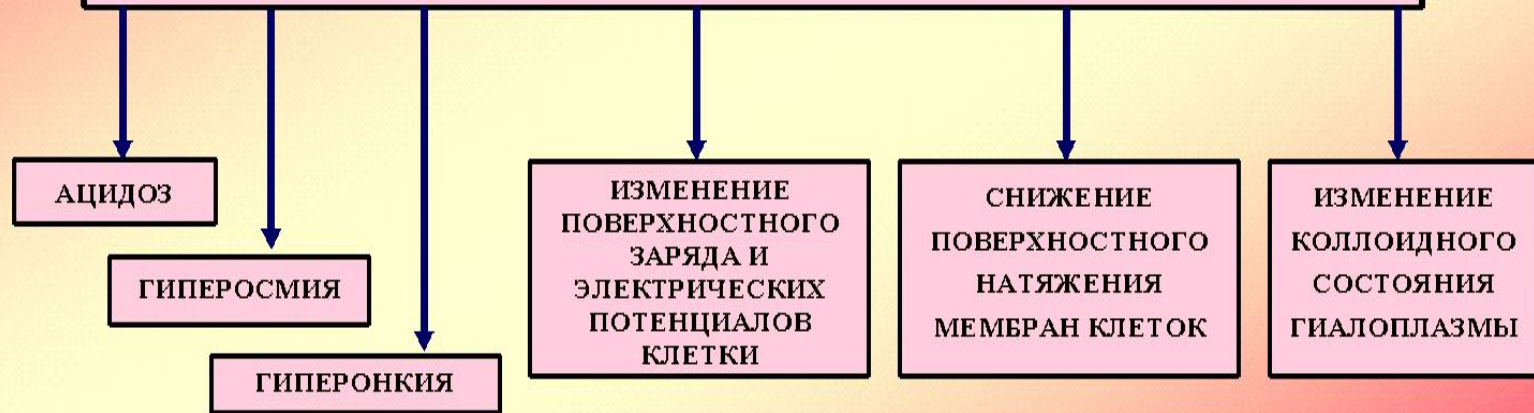 АЦИДОЗ
ГИПЕРОСМИЯ
ГИПЕРОНКИЯ
ИЗМЕНЕНИЕ
ПОВЕРХНОСТНОГО
ЗАРЯДА И
ЭЛЕКТРИЧЕСКИХ
ПОТЕНЦИАЛОВ
КЛЕТКИ
СНИЖЕНИЕ
ПОВЕРХНОСТНОГО
НАТЯЖЕНИЯ
МЕМБРАН КЛЕТОК
ИЗМЕНЕНИЕ
КОЛЛОИДНОГО
СОСТОЯНИЯ
ГИАЛОПЛАЗМЫ